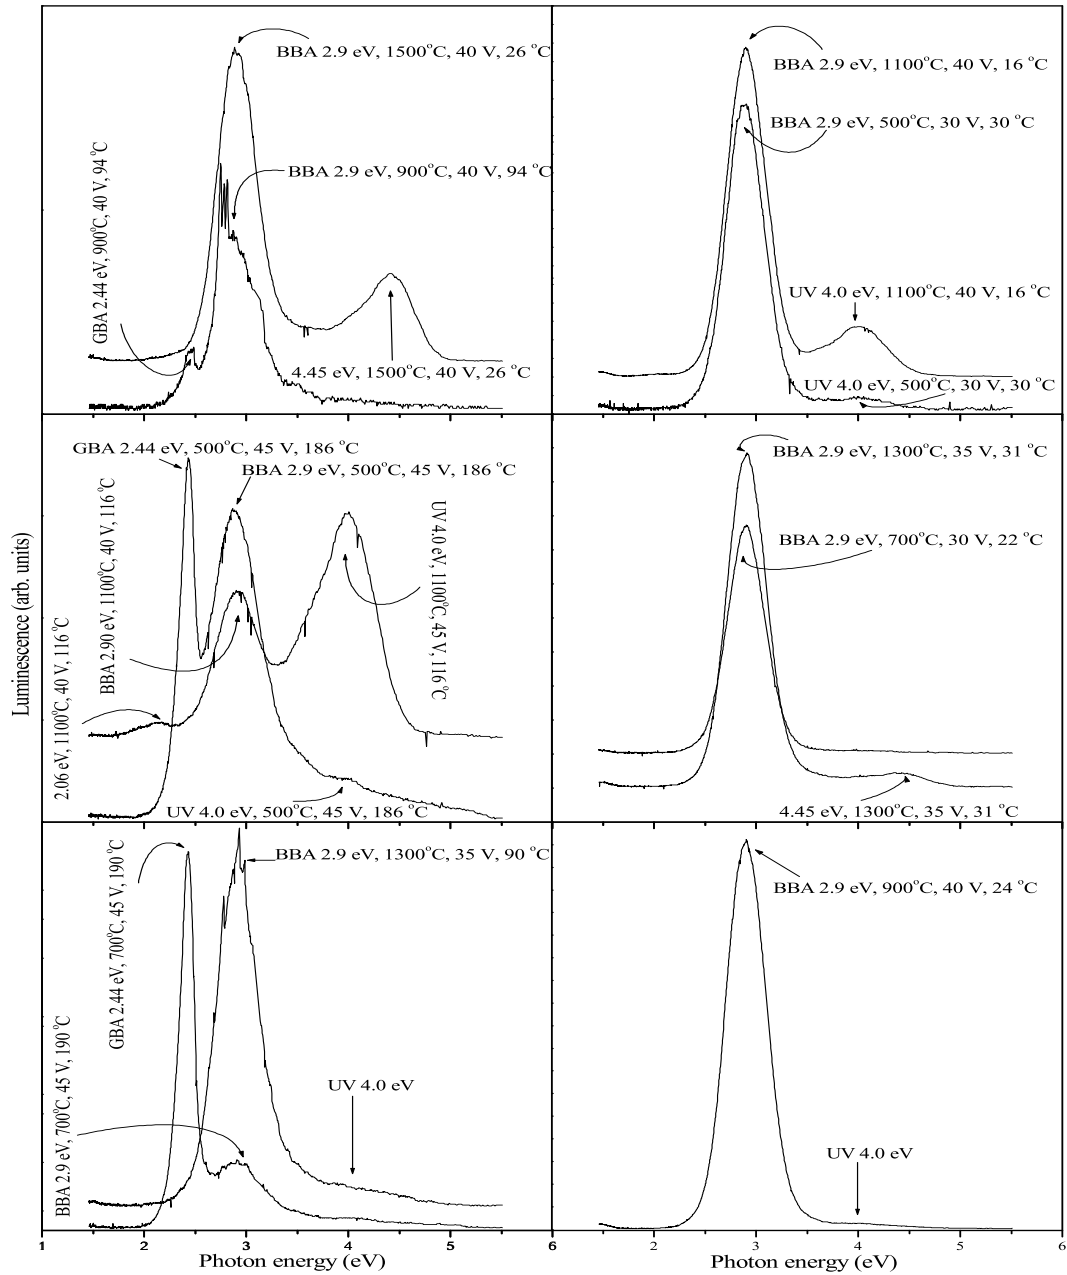 BBA 2.9 eV, 1500°C, 40 V, 26 °C
BBA 2.9 eV, 900°C, 40 V, 94 °C
GBA 2.44 eV, 900°C, 40 V, 94 °C
4.45 eV, 1500°C, 40 V, 26 °C
BBA 2.9 eV, 1100°C, 40 V, 16 °C
BBA 2.9 eV, 500°C, 30 V, 30 °C
UV 4.0 eV, 1100°C, 40 V, 16 °C
UV 4.0 eV, 500°C, 30 V, 30 °C
Luminescence (arb. units)
GBA 2.44 eV, 500°C, 45 V, 186 °C
BBA 2.9 eV, 500°C, 45 V, 186 °C
BBA 2.90 eV, 1100°C, 40 V, 116 °C
UV 4.0 eV, 1100°C, 45 V, 116 °C
2.06 eV, 1100°C, 40 V, 116 °C
UV 4.0 eV, 500°C, 45 V, 186 °C
BBA 2.9 eV, 1300°C, 35 V, 31 °C
BBA 2.9 eV, 700°C, 30 V, 22 °C
4.45 eV, 1300°C, 35 V, 31 °C
GBA 2.44 eV, 700°C, 45 V, 190 °C
BBA 2.9 eV, 1300°C, 35 V, 90 °C
BBA 2.9 eV, 700°C, 45 V, 190 °C
UV 4.0 eV
BBA 2.9 eV, 900°C, 40 V, 24 °C
UV 4.0 eV
1 2 3 4 5 6 2 3 4 5 6
Photon energy (eV) Photon energy (eV)